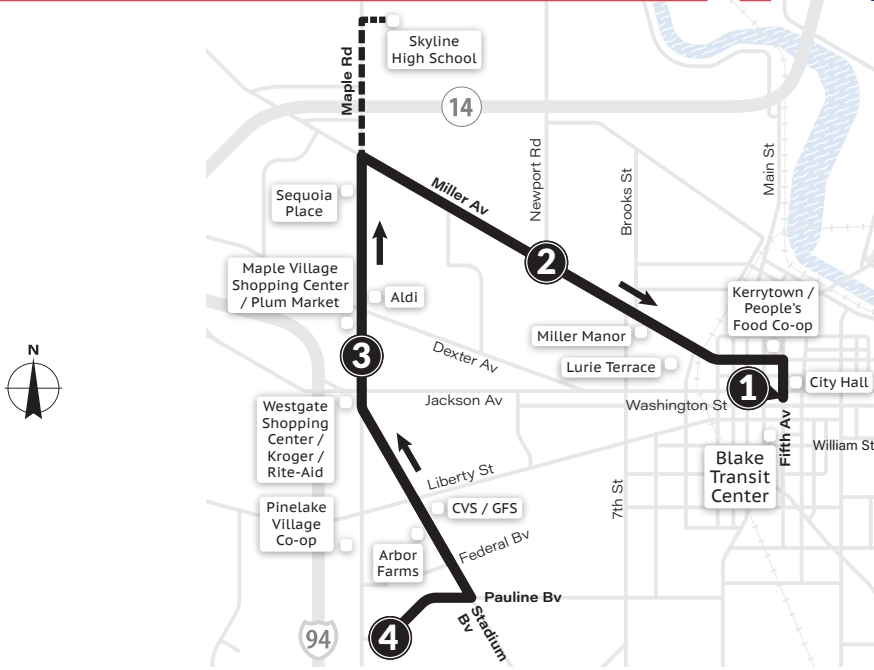 Skyline
High School
Maple Rd
14
Sequoia
Place
Miller Av
Newport Rd
Brooks St
Main St
2
Maple Village
Shopping Center
/ Plum Market
Aldi
Kerrytown /
People's
Food Co-op
Miller Manor
N
3
Dexter Av
Lurie Terrace
1
City Hall
Westgate
Shopping
Center /
Kroger /
Rite-Aid
Jackson Av
Washington St
Fifth Av
William St
Blake
Transit
Center
Liberty St
7th St
CVS / GFS
Pinelake
Village
Co-op
Arbor
Farms
Federal Bv
Pauline Bv
Stadium
Bv
4
94